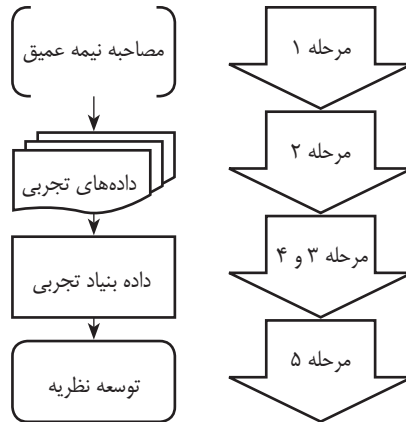 مرحله ۱
مصاحبه نیمه عمیق
مرحله ۲
داده‌های تجربی
مرحله ۳ و ۴
داده بنیاد تجربی
مرحله ۵
توسعه نظریه